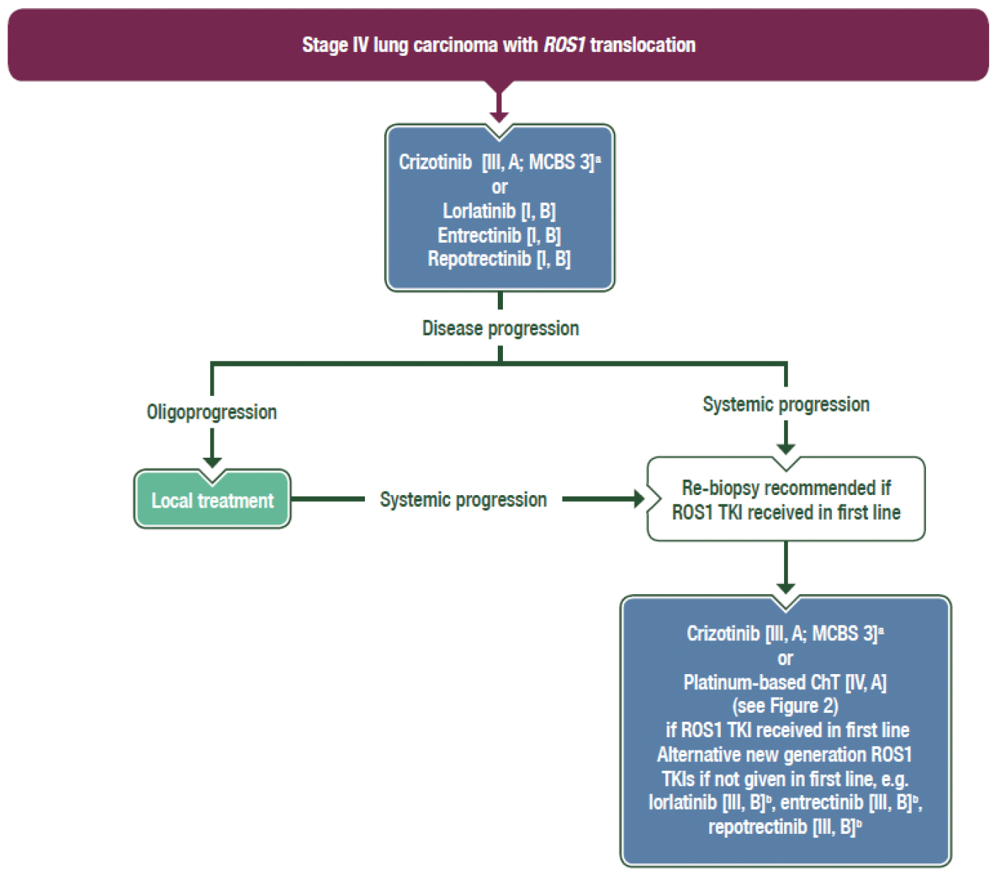 Stage IV lung carcinoma with ROS1 translocation
Crizotinib [III, A; MCBS 3]ª
or
Lorlatinib [I, B]
Entrectinib [I, B]
Repotrectinib [I, B]
Disease progression
Oligoprogression
Systemic progression
Local treatment
Systemic progression
Re-biopsy recommended if
ROS1 TKI received in first line
Crizotinib [III, A; MCBS 3]ª
or
Platinum-based ChT [IV, A]
(see Figure 2)
if ROS1 TKI received in first line
Alternative new generation ROS1
TKIs if not given in first line, e.g.
lorlatinib [III, B]ᵇ, entrectinib [III, B]ᵇ,
repotrectinib [III, B]ᵇ